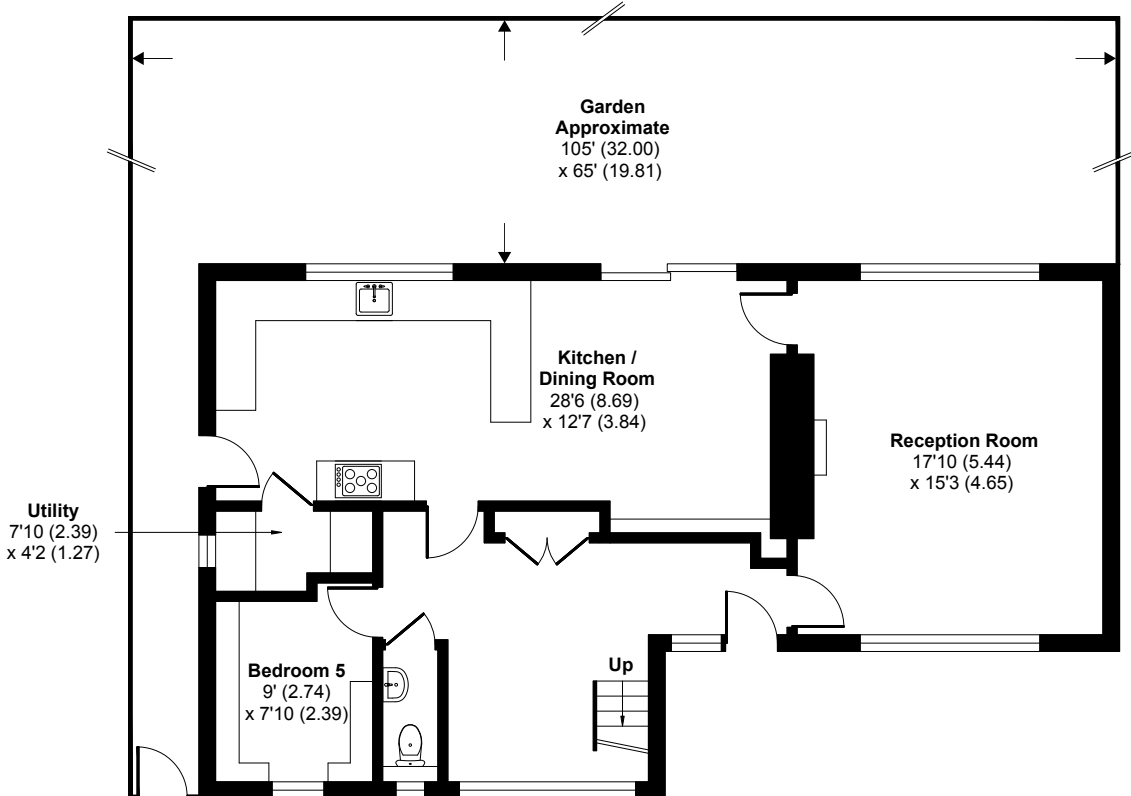 Garden
Approximate
105' (32.00)
x 65' (19.81)
Kitchen /
Dining Room
28'6 (8.69)
x 12'7 (3.84)
Reception Room
17'10 (5.44)
x 15'3 (4.65)
Utility
7'10 (2.39)
x 4'2 (1.27)
Bedroom 5
9' (2.74)
x 7'10 (2.39)
Up